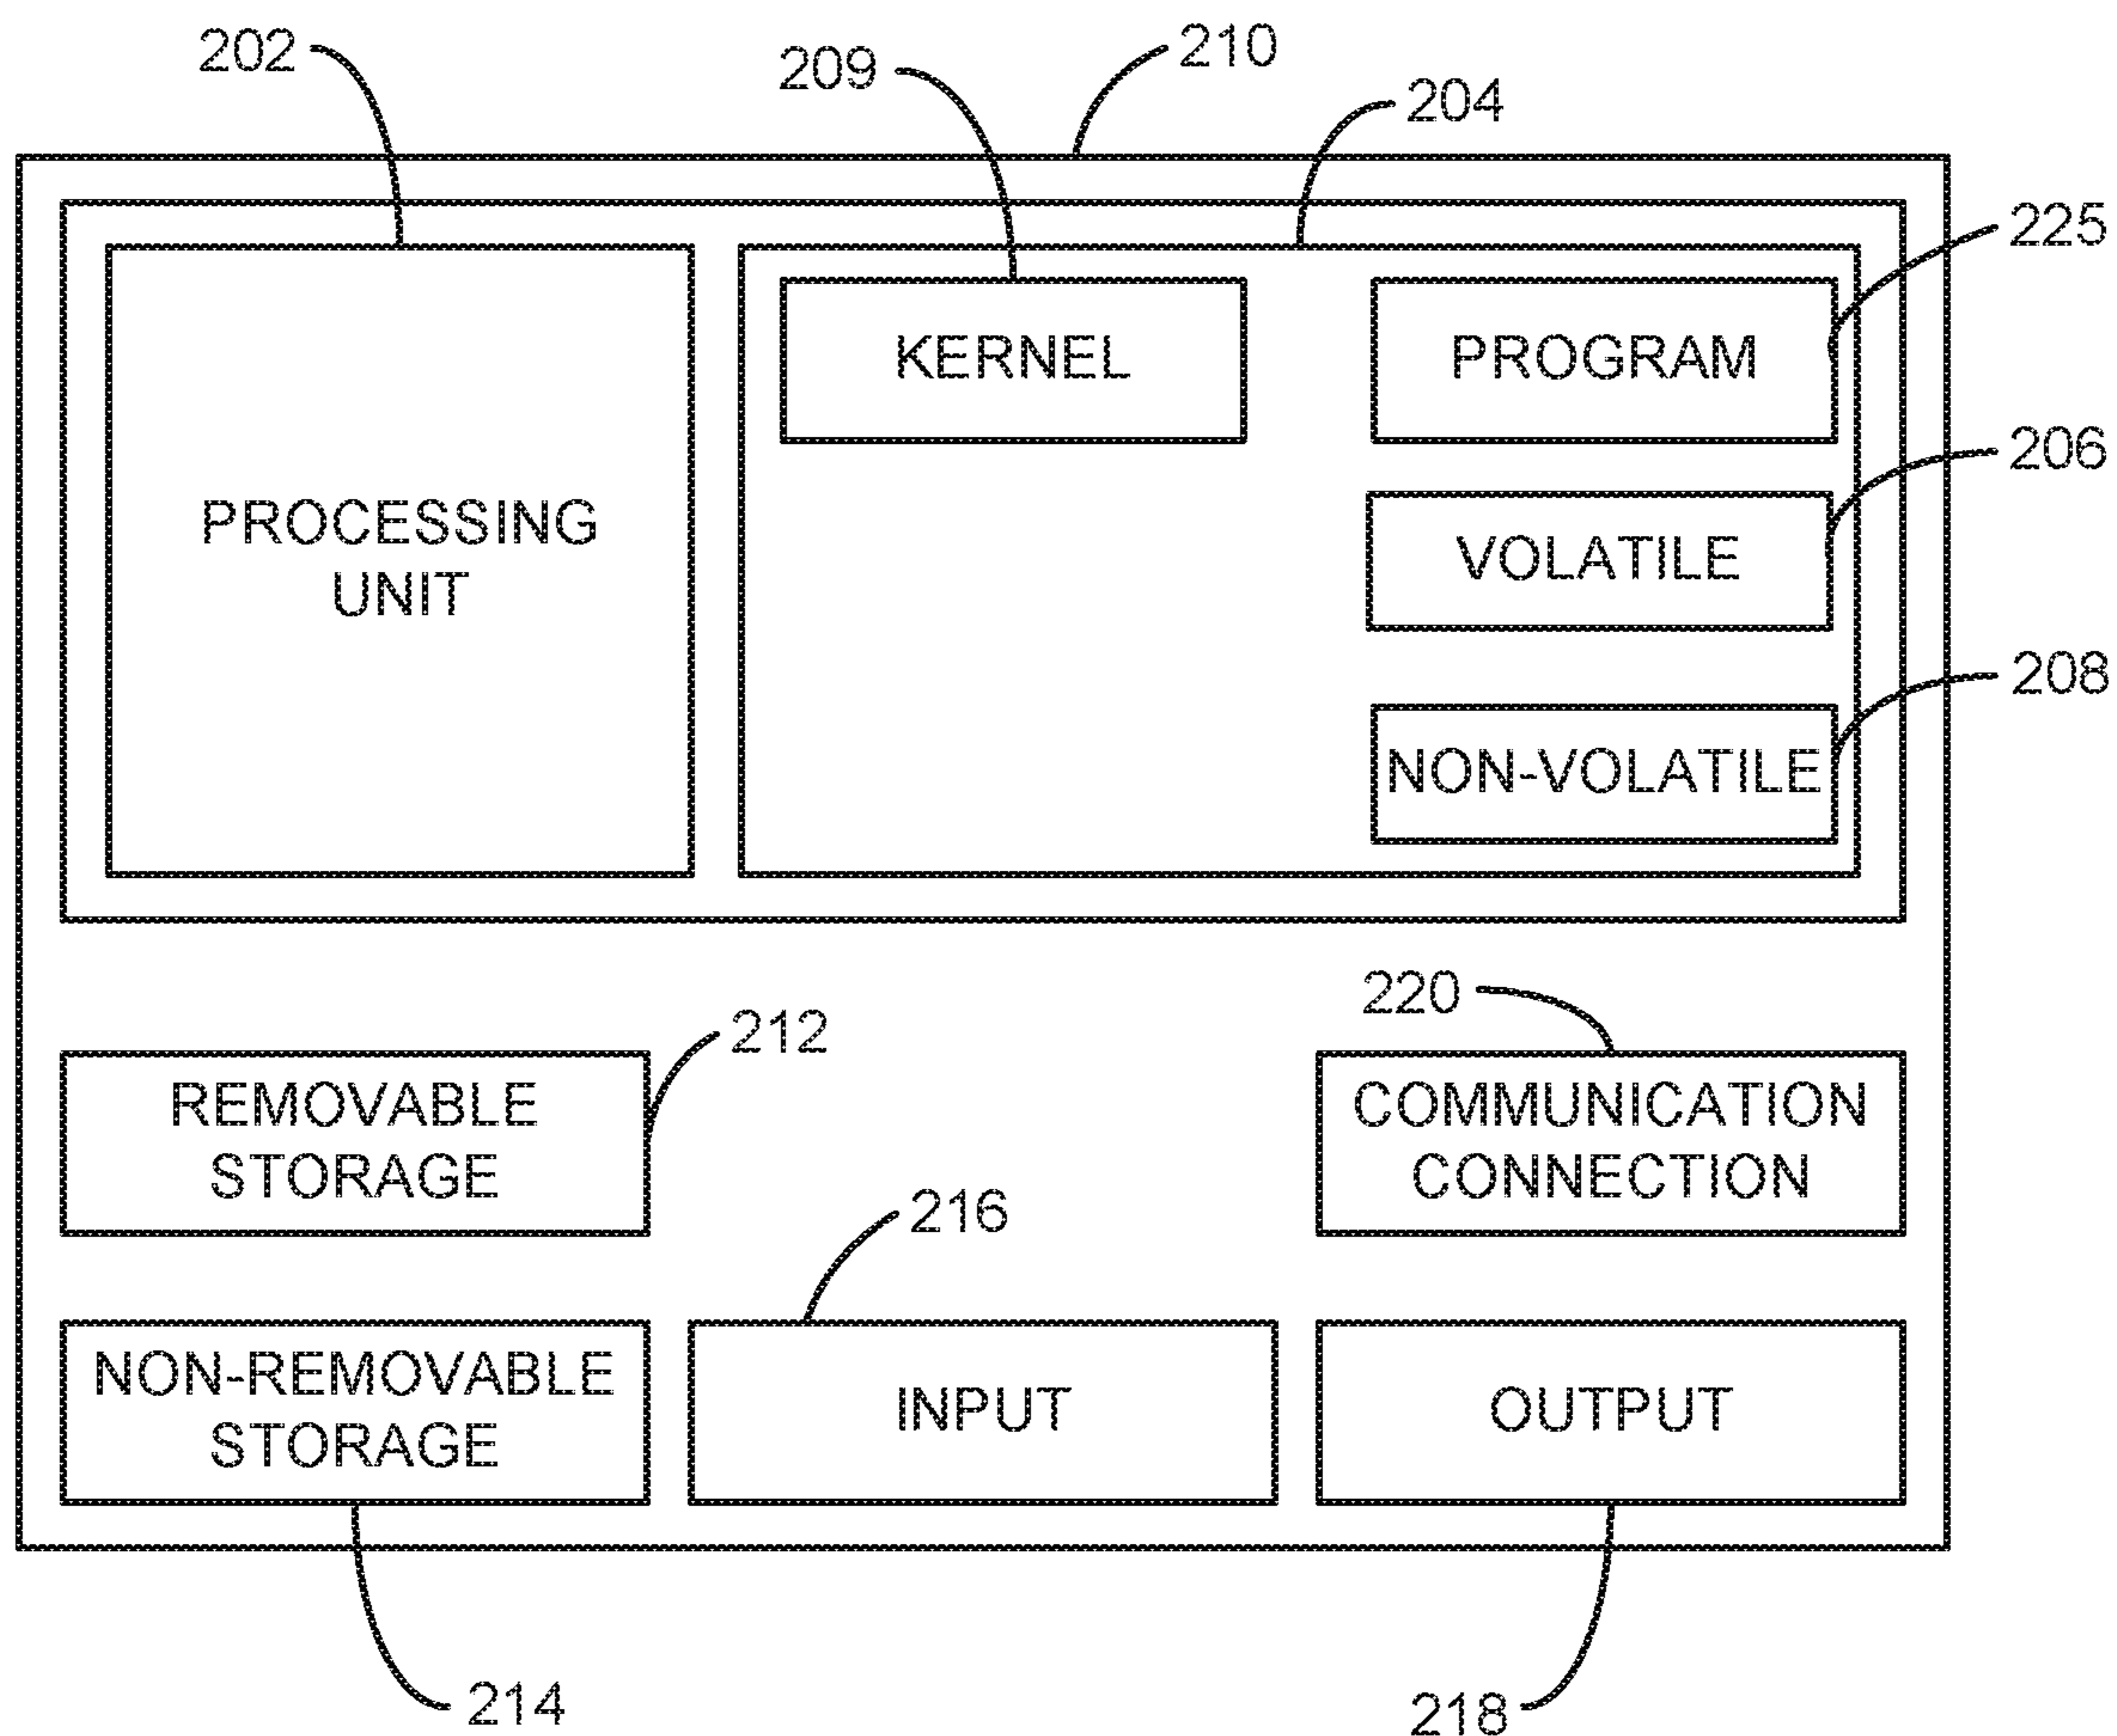 202
209
210
204
225
KERNEL
PROGRAM
206
PROCESSING
UNIT
VOLATILE
208
NON-VOLATILE
220
212
REMOVABLE
STORAGE
COMMUNICATION
CONNECTION
216
NON-REMOVABLE
STORAGE
INPUT
OUTPUT
214
218